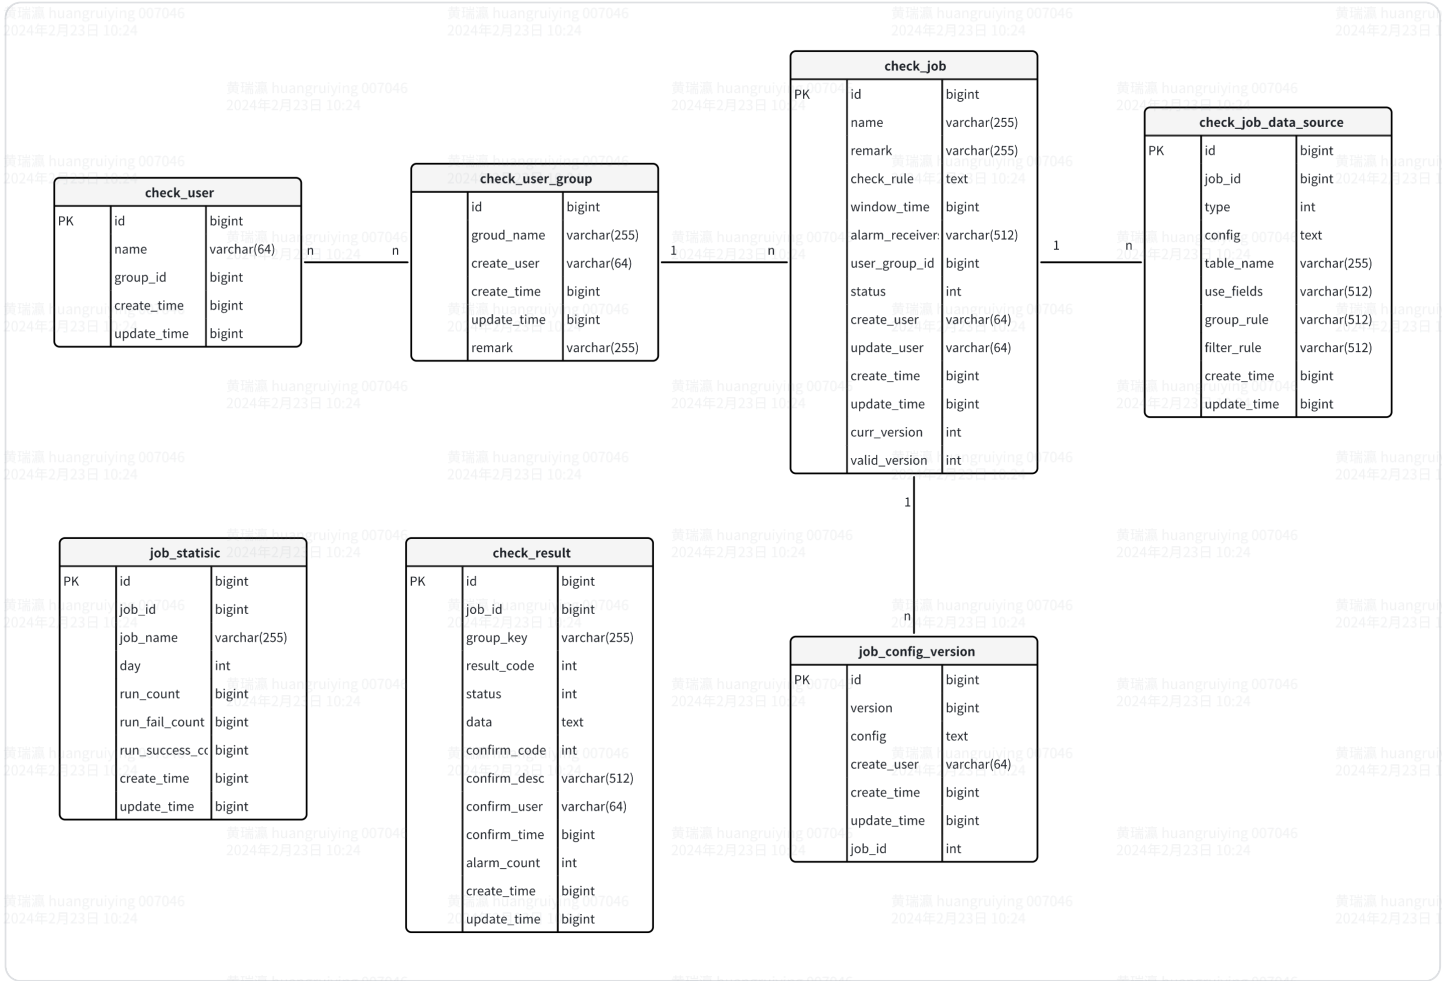 check_user
PK id bigint
name varchar(64)
group_id bigint
create_time bigint
update_time bigint
n n
check_user_group
id bigint
groud_name varchar(255)
create_user varchar(64)
create_time bigint
update_time bigint
remark varchar(255)
1 n
check_job
PK id bigint
name varchar(255)
remark varchar(255)
check_rule text
window_time bigint
alarm_receiver varchar(512)
user_group_id bigint
status int
create_user varchar(64)
update_user varchar(64)
create_time bigint
update_time bigint
curr_version int
valid_version int
1 n
check_job_data_source
PK id bigint
job_id bigint
type int
config text
table_name varchar(255)
use_fields varchar(512)
group_rule varchar(512)
filter_rule varchar(512)
create_time bigint
update_time bigint
1
n
job_statisic
PK id bigint
job_id bigint
job_name varchar(255)
day int
run_count bigint
run_fail_count bigint
run_success_cc bigint
create_time bigint
update_time bigint
check_result
PK id bigint
job_id bigint
group_key varchar(255)
result_code int
status int
data text
confirm_code int
confirm_desc varchar(512)
confirm_user varchar(64)
confirm_time bigint
alarm_count int
create_time bigint
update_time bigint
job_config_version
PK id bigint
version bigint
config text
create_user varchar(64)
create_time bigint
update_time bigint
job_id int
黄瑞瀛 huangruiying 007046
2024年2月23日 10:24